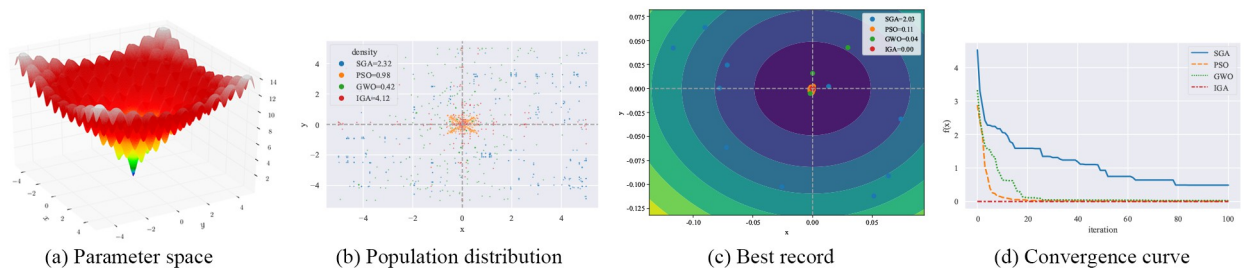 14
12
10
8
6
4
2
−4
−2
0
2
4
x
−4
−2
0
2
4
y
(a) Parameter space
density
SGA=2.32
PSO=0.98
GWO=0.42
IGA=4.12
4
2
0
−2
−4
y
−4
−2
0
2
4
x
(b) Population distribution
SGA=2.03
PSO=0.11
GWO=0.04
IGA=0.00
0.075
0.050
0.025
0.000
−0.025
−0.050
−0.075
−0.100
−0.125
y
−0.10
−0.05
0.00
0.05
x
(c) Best record
SGA
PSO
GWO
IGA
4
3
2
1
0
f(x)
0
20
40
60
80
100
iteration
(d) Convergence curve